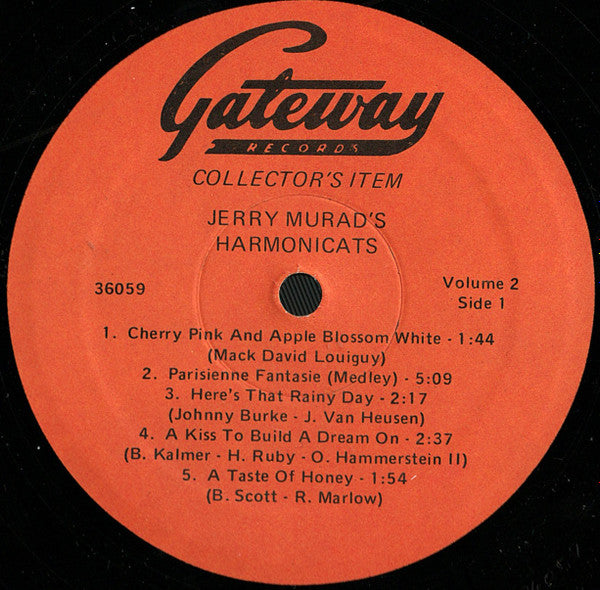 Gateway
RECORDS
COLLECTOR'S ITEM
JERRY MURAD'S
HARMONICATS
36059
Volume 2
Side 1
1. Cherry Pink And Apple Blossom White - 1:44
(Mack David Louiguy)
2. Parisienne Fantasie (Medley) - 5:09
3. Here's That Rainy Day - 2:17
(Johnny Burke - J. Van Heusen)
4. A Kiss To Build A Dream On - 2:37
(B. Kalmer - H. Ruby - O. Hammerstein II)
5. A Taste Of Honey - 1:54
(B. Scott - R. Marlow)